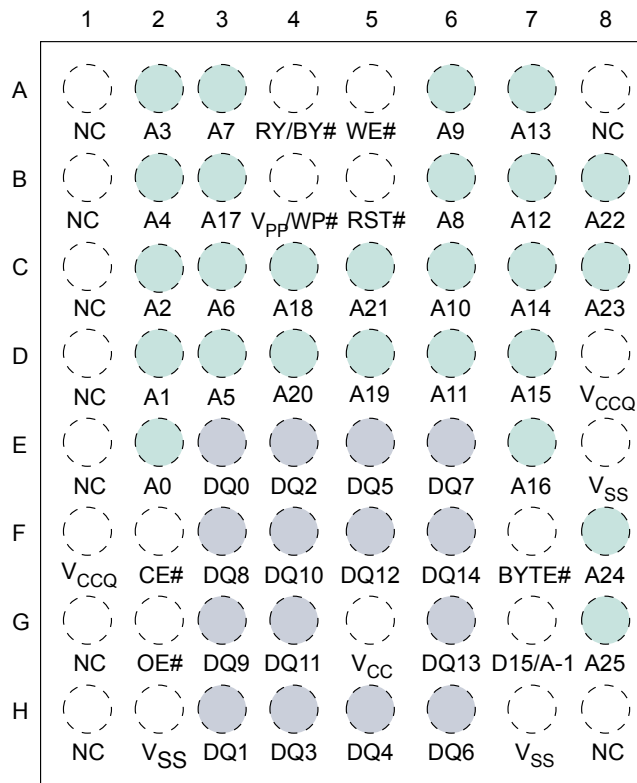 1 2 3 4 5 6 7 8
A
NC A3 A7 RY/BY# WE# A9 A13 NC
B
NC A4 A17 VPP/WP# RST# A8 A12 A22
C
NC A2 A6 A18 A21 A10 A14 A23
D
NC A1 A5 A20 A19 A11 A15 VCCQ
E
NC A0 DQ0 DQ2 DQ5 DQ7 A16 VSS
F
VCCQ CE# DQ8 DQ10 DQ12 DQ14 BYTE# A24
G
NC OE# DQ9 DQ11 VCC DQ13 D15/A-1 A25
H
NC VSS DQ1 DQ3 DQ4 DQ6 VSS NC